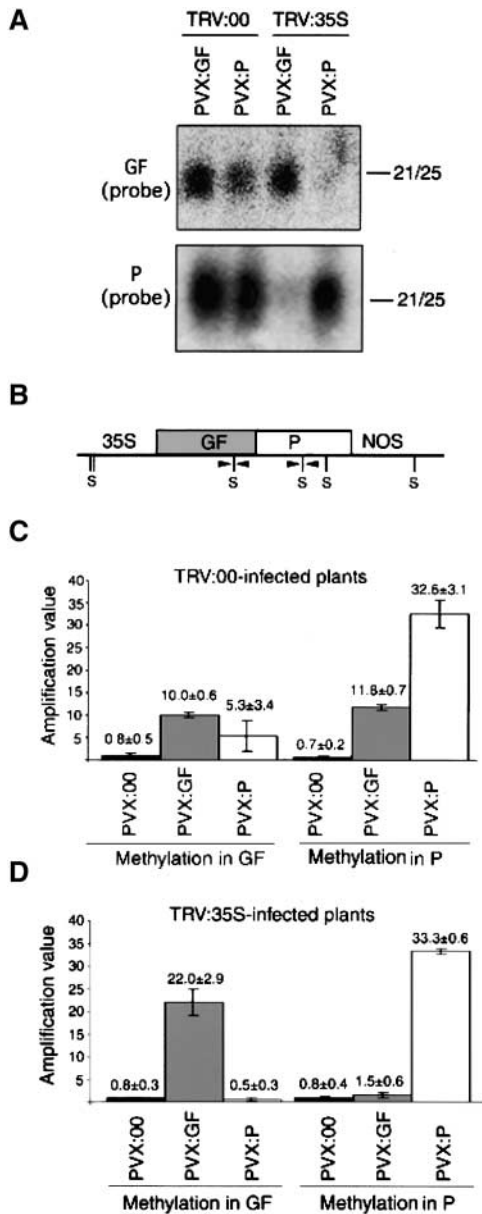 A
TRV:00 TRV:35S
PVX:GF PVX:P PVX:GF PVX:P
GF
(probe)
21/25
P
(probe)
21/25
B
35S GF P NOS
S S S S S
C
TRV:00-infected plants
Amplification value
40
35
30
25
20
15
10
5
0.8±0.5 10.0±0.6 5.3±3.4 0.7±0.2 11.8±0.7 32.6±3.1
PVX:00 PVX:GF PVX:P PVX:00 PVX:GF PVX:P
Methylation in GF Methylation in P
D
TRV:35S-infected plants
Amplification value
40
35
30
25
20
15
10
5
0.8±0.3 22.0±2.9 0.5±0.3 0.8±0.4 1.5±0.6 33.3±0.6
PVX:00 PVX:GF PVX:P PVX:00 PVX:GF PVX:P
Methylation in GF Methylation in P